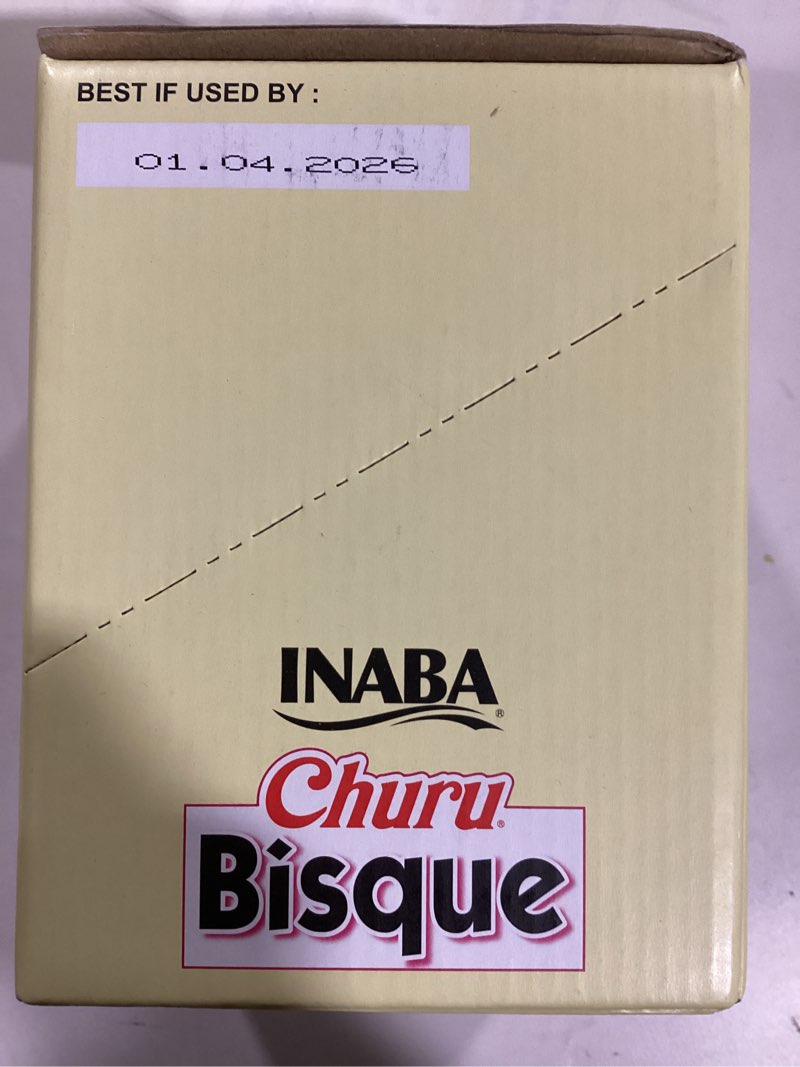 BEST IF USED BY :
01.04.2026
INABA®
Churu®
Bisque